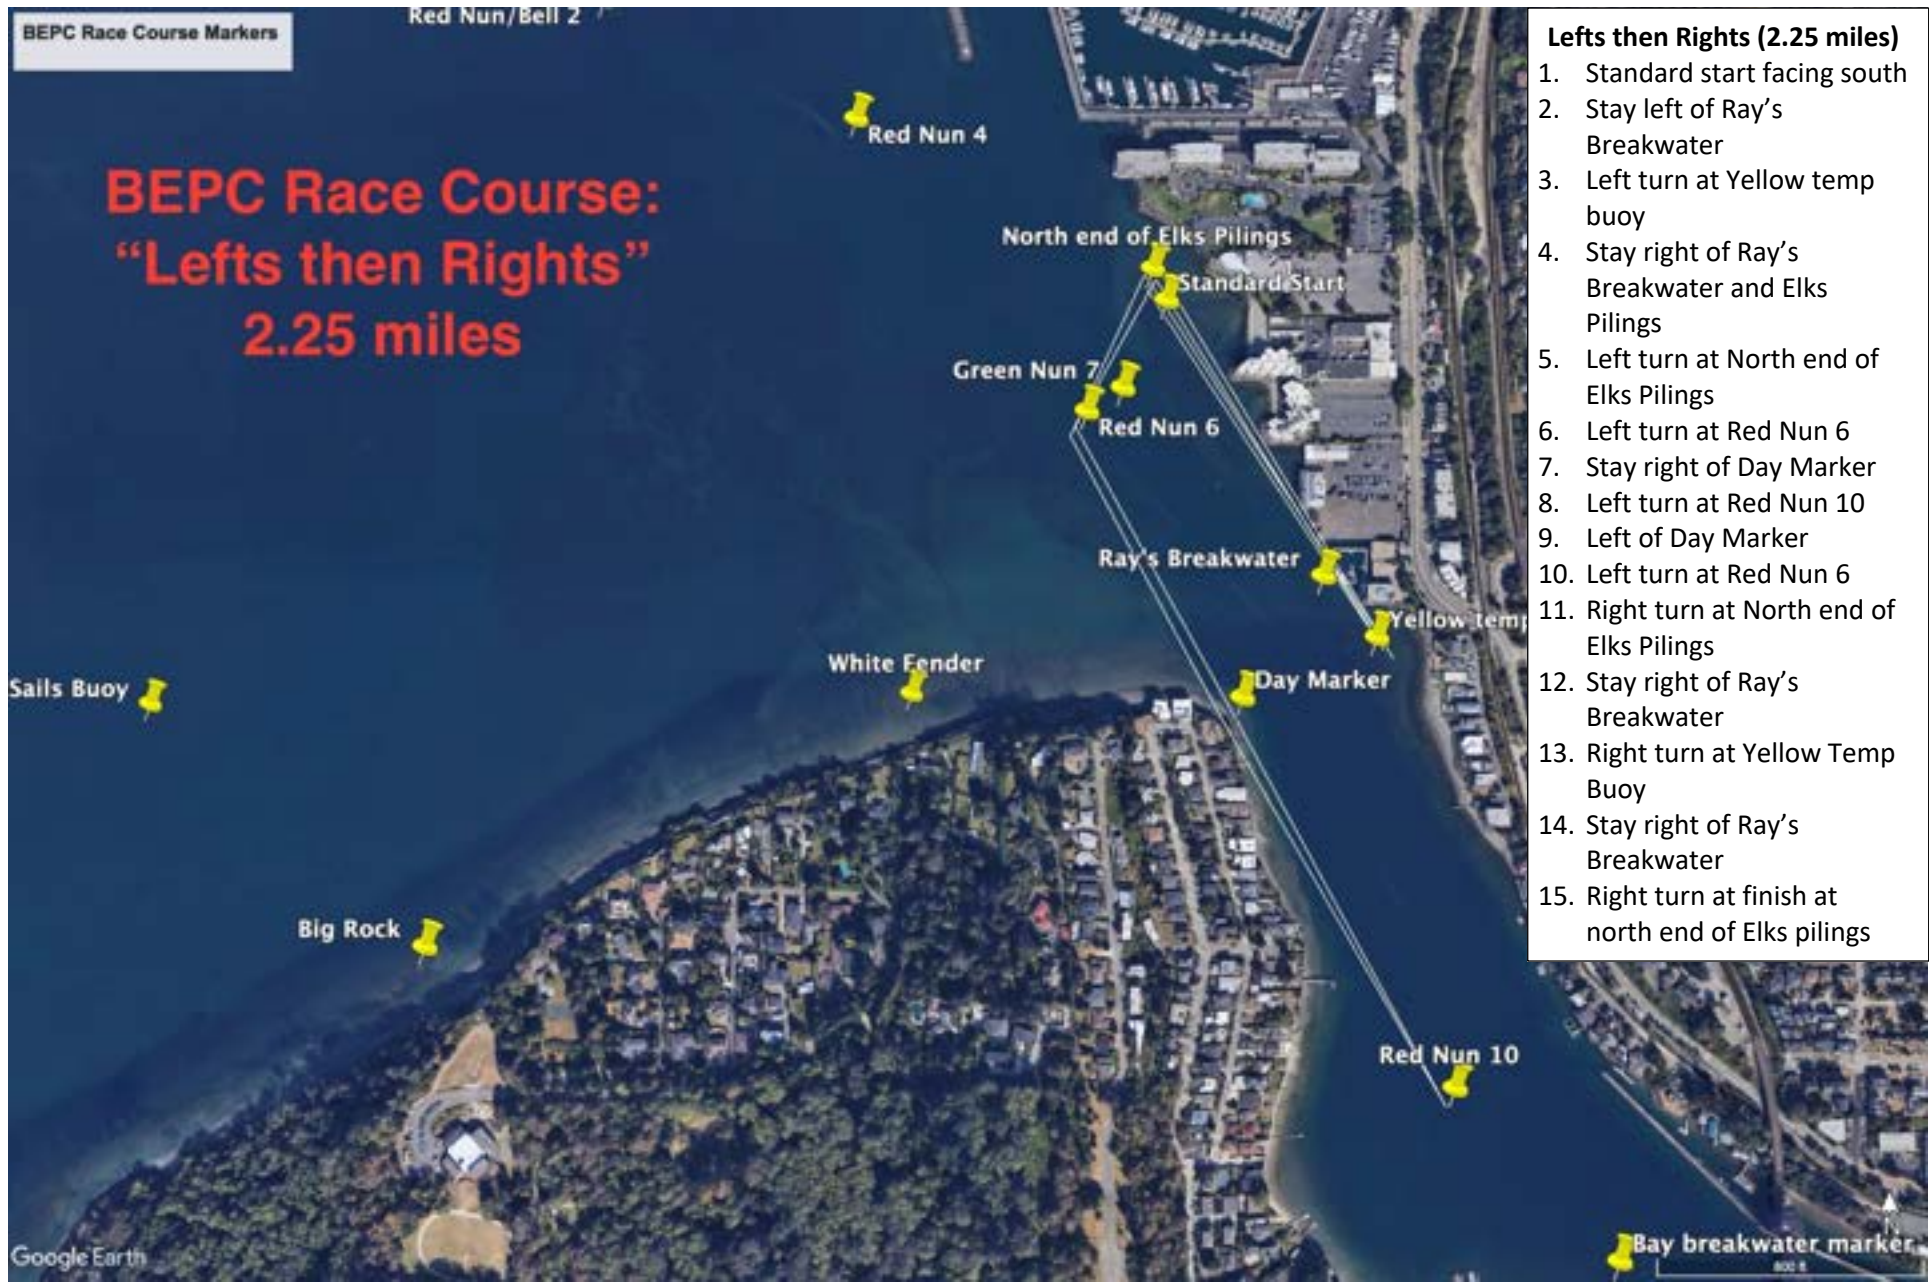 Red Nun/Bell 2
BEPC Race Course Markers
Red Nun 4
BEPC Race Course:
“Lefts then Rights”
2.25 miles
North end of Elks Pilings
Standard Start
Green Nun 7
Red Nun 6
Ray's Breakwater
Yellow temp
White Fender
Day Marker
Sails Buoy
Big Rock
Red Nun 10
Bay breakwater marker
N
800 ft
Google Earth
Lefts then Rights (2.25 miles)
1. Standard start facing south
2. Stay left of Ray’s
Breakwater
3. Left turn at Yellow temp
buoy
4. Stay right of Ray’s
Breakwater and Elks
Pilings
5. Left turn at North end of
Elks Pilings
6. Left turn at Red Nun 6
7. Stay right of Day Marker
8. Left turn at Red Nun 10
9. Left of Day Marker
10. Left turn at Red Nun 6
11. Right turn at North end of
Elks Pilings
12. Stay right of Ray’s
Breakwater
13. Right turn at Yellow Temp
Buoy
14. Stay right of Ray’s
Breakwater
15. Right turn at finish at
north end of Elks pilings